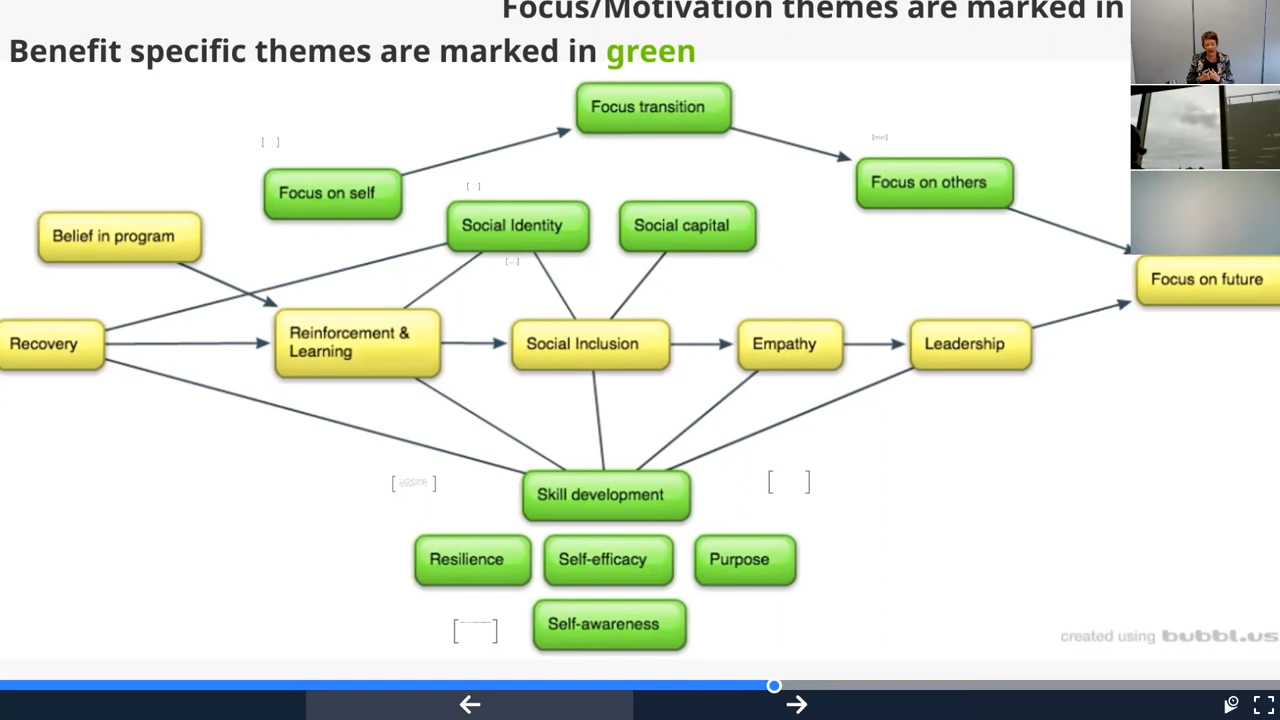 Focus/Motivation themes are marked in
Benefit specific themes are marked in green
Focus transition
Focus on self
Focus on others
Social Identity
Social capital
Belief in program
Focus on future
Recovery
Reinforcement &
Learning
Social Inclusion
Empathy
Leadership
Skill development
Resilience
Self-efficacy
Purpose
Self-awareness
created using bubbl.us